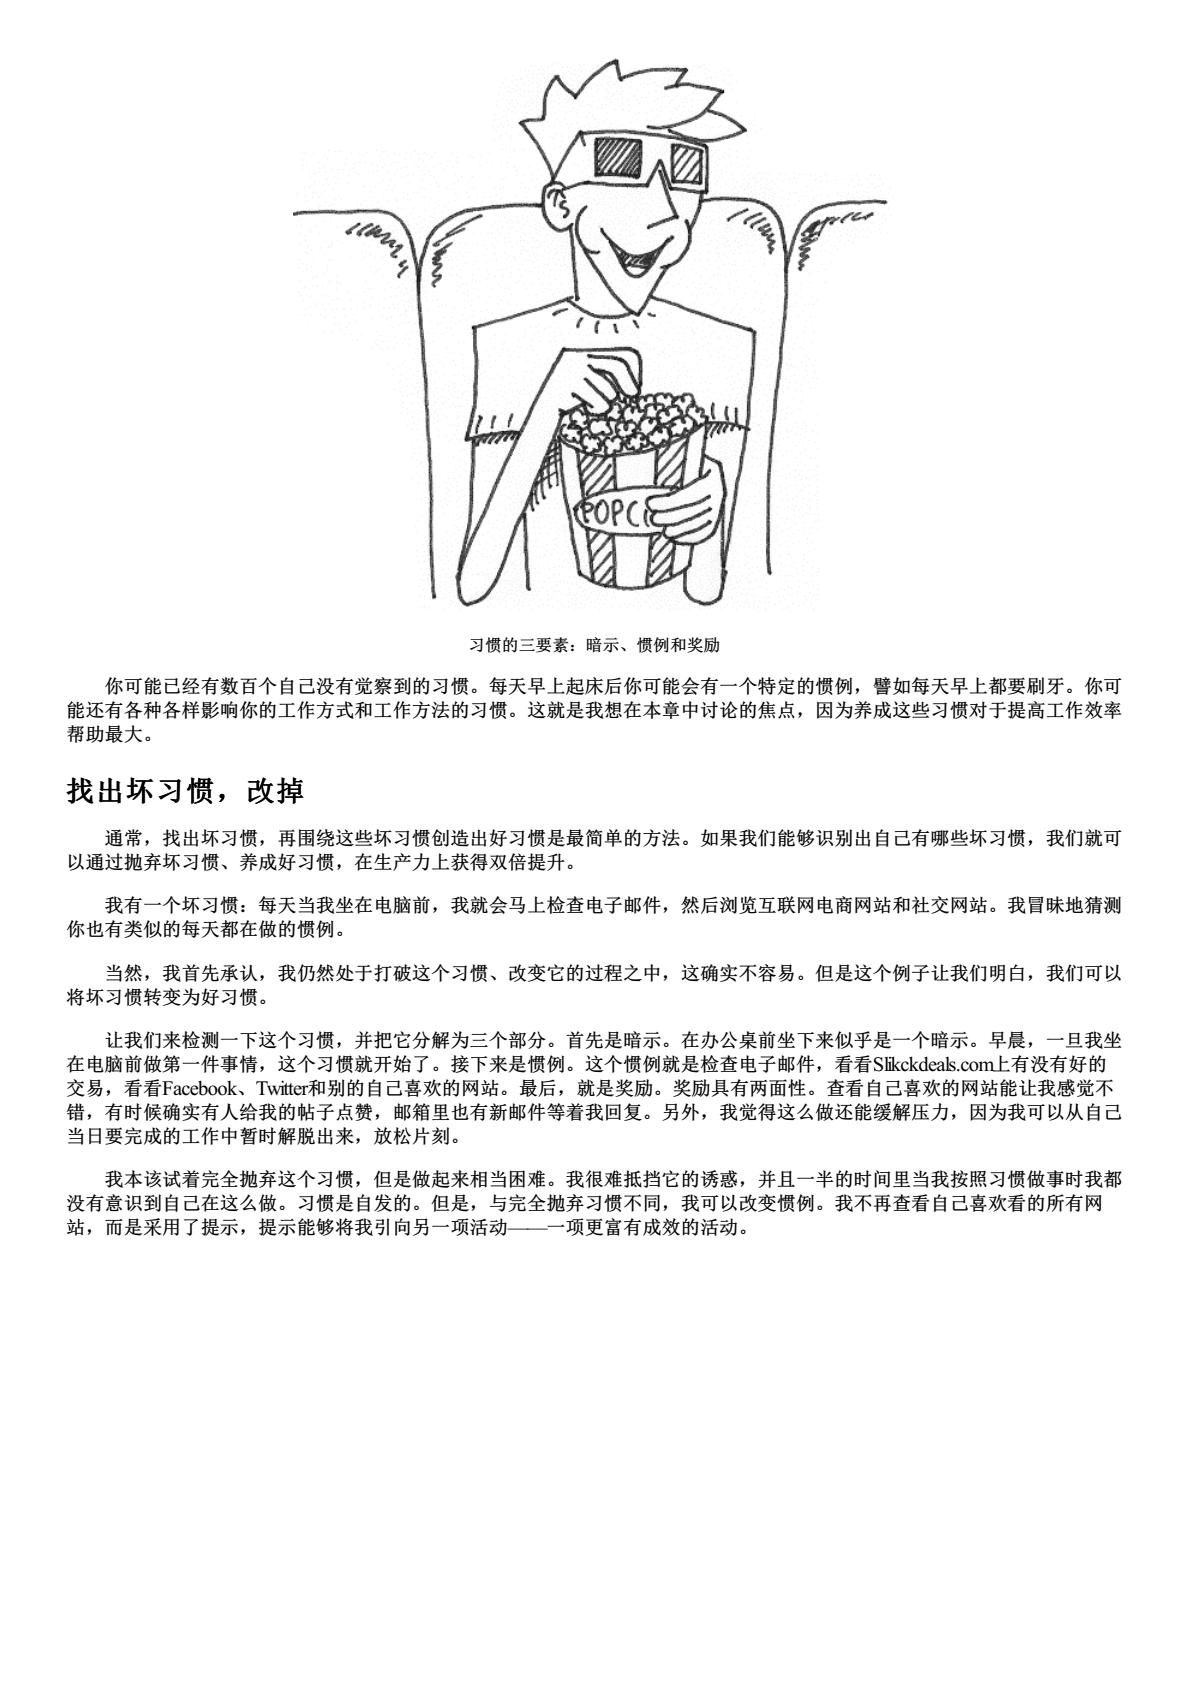 POPC
习惯的三要素：暗示、惯例和奖励
你可能已经有数百个自己没有觉察到的习惯。每天早上起床后你可能会有一个特定的惯例，譬如每天早上都要刷牙。你可
能还有各种各样影响你的工作方式和工作方法的习惯。这就是我想在本章中讨论的焦点，因为养成这些习惯对于提高工作效率
帮助最大。
找出坏习惯，改掉
通常，找出坏习惯，再围绕这些坏习惯创造出好习惯是最简单的方法。如果我们能够识别出自己有哪些坏习惯，我们就可
以通过抛弃坏习惯、养成好习惯，在生产力上获得双倍提升。
我有一个坏习惯：每天当我坐在电脑前，我就会马上检查电子邮件，然后浏览互联网电商网站和社交网站。我冒昧地猜测
你也有类似的每天都在做的惯例。
当然，我首先承认，我仍然处于打破这个习惯、改变它的过程之中，这确实不容易。但是这个例子让我们明白，我们可以
将坏习惯转变为好习惯。
让我们来检测一下这个习惯，并把它分解为三个部分。首先是暗示。在办公桌前坐下来似乎是一个暗示。早晨，一旦我坐
在电脑前做第一件事情，这个习惯就开始了。接下来是惯例。这个惯例就是检查电子邮件，看看Slikckdeals.com上有没有好的
交易，看看Facebook、Twitter和别的自己喜欢的网站。最后，就是奖励。奖励具有两面性。查看自己喜欢的网站能让我感觉不
错，有时候确实有人给我的帖子点赞，邮箱里也有新邮件等着我回复。另外，我觉得这么做还能缓解压力，因为我可以从自己
当日要完成的工作中暂时解脱出来，放松片刻。
我本该试着完全抛弃这个习惯，但是做起来相当困难。我很难抵挡它的诱惑，并且一半的时间里当我按照习惯做事时我都
没有意识到自己在这么做。习惯是自发的。但是，与完全抛弃习惯不同，我可以改变惯例。我不再查看自己喜欢看的所有网
站，而是采用了提示，提示能够将我引向另一项活动——一项更富有成效的活动。